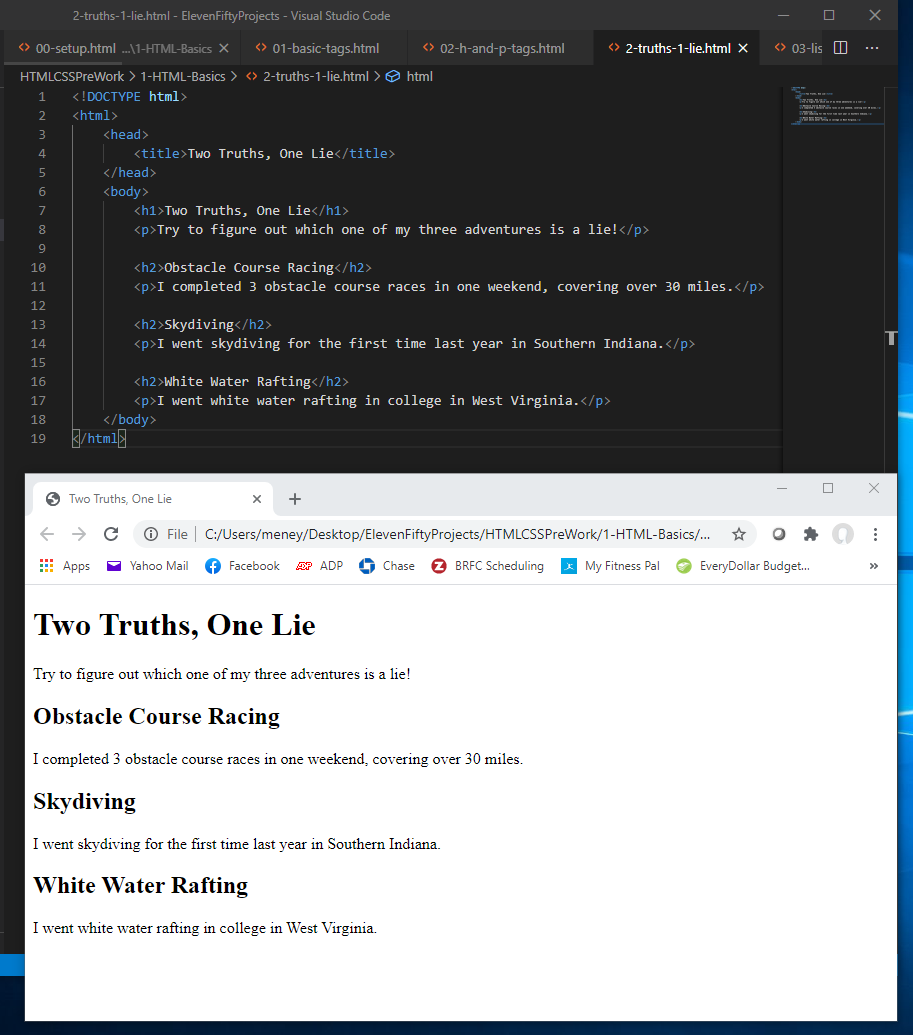 2-truths-1-lie.html - ElevenFiftyProjects - Visual Studio Code
00-setup.html ...\1-HTML-Basics 01-basic-tags.html 02-h-and-p-tags.html 2-truths-1-lie.html 03-lis
HTMLCSSPreWork > 1-HTML-Basics > 2-truths-1-lie.html > html
1 <!DOCTYPE html>
2 <html>
3 <head>
4 <title>Two Truths, One Lie</title>
5 </head>
6 <body>
7 <h1>Two Truths, One Lie</h1>
8 <p>Try to figure out which one of my three adventures is a lie!</p>
9
10 <h2>Obstacle Course Racing</h2>
11 <p>I completed 3 obstacle course races in one weekend, covering over 30 miles.</p>
12
13 <h2>Skydiving</h2>
14 <p>I went skydiving for the first time last year in Southern Indiana.</p>
15
16 <h2>White Water Rafting</h2>
17 <p>I went white water rafting in college in West Virginia.</p>
18 </body>
19 </html>
Two Truths, One Lie
File | C:/Users/meney/Desktop/ElevenFiftyProjects/HTMLCSSPreWork/1-HTML-Basics/...
Apps Yahoo Mail Facebook ADP Chase BRFC Scheduling My Fitness Pal EveryDollar Budget... »
Two Truths, One Lie
Try to figure out which one of my three adventures is a lie!
Obstacle Course Racing
I completed 3 obstacle course races in one weekend, covering over 30 miles.
Skydiving
I went skydiving for the first time last year in Southern Indiana.
White Water Rafting
I went white water rafting in college in West Virginia.